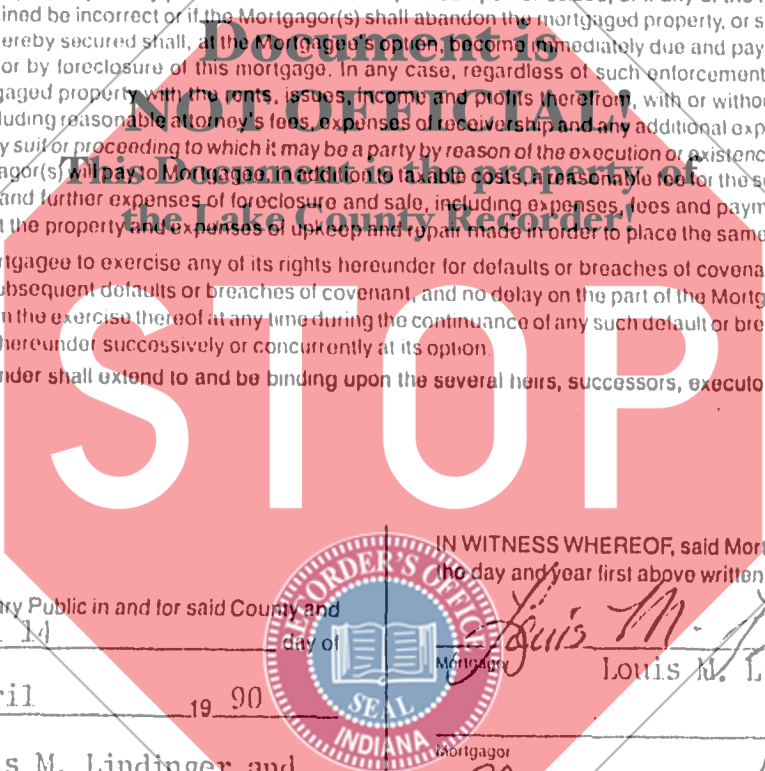 ined be incorrect or if the Mortgagor(s) shall abandon the mortgaged property, or s
ereby secured shall, at the Mortgagee's option, become immediately due and pay
Document is
or by foreclosure of this mortgage. In any case, regardless of such enforcement
gaged property with the rents, issues, income and profits therefrom, with or witho
NOT OFFICIAL!
luding reasonable attorney's fees, expenses of receivership and any additional exp
y suit or proceeding to which it may be a party by reason of the execution or existenc
This Document is the property of
agor(s) will pay to Mortgagee, in addition to taxable costs, a reasonable fee for the s
and further expenses of foreclosure and sale, including expenses, fees and paym
the Lake County Recorder!
t the property and expenses of upkeep and repair made in order to place the same
rtgagee to exercise any of its rights hereunder for defaults or breaches of covena
ubsequent defaults or breaches of covenant, and no delay on the part of the Mortg
n the exercise thereof at any time during the continuance of any such default or bre
hereunder successively or concurrently at its option.
nder shall extend to and be binding upon the several heirs, successors, executo
STOP
IN WITNESS WHEREOF, said Mort
the day and year first above written
RECORDER'S OFFICE
SEAL
INDIANA
ry Public in and for said County and
14 day of
ril 19 90
s M. Lindinger and
Louis M.
Mortgagor
Louis M. L
Mortgagor